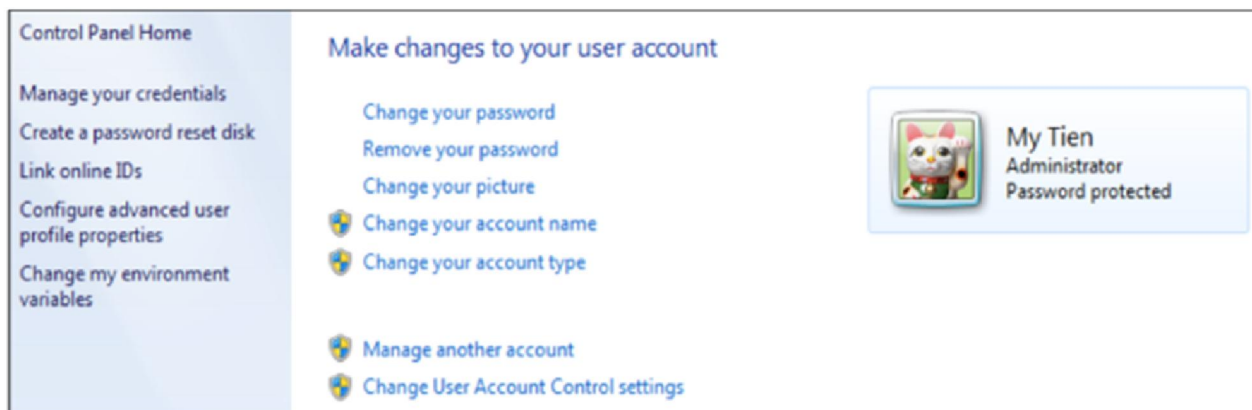 Control Panel Home
Manage your credentials
Create a password reset disk
Link online IDs
Configure advanced user
profile properties
Change my environment
variables
Make changes to your user account
Change your password
Remove your password
Change your picture
Change your account name
Change your account type
Manage another account
Change User Account Control settings
My Tien
Administrator
Password protected